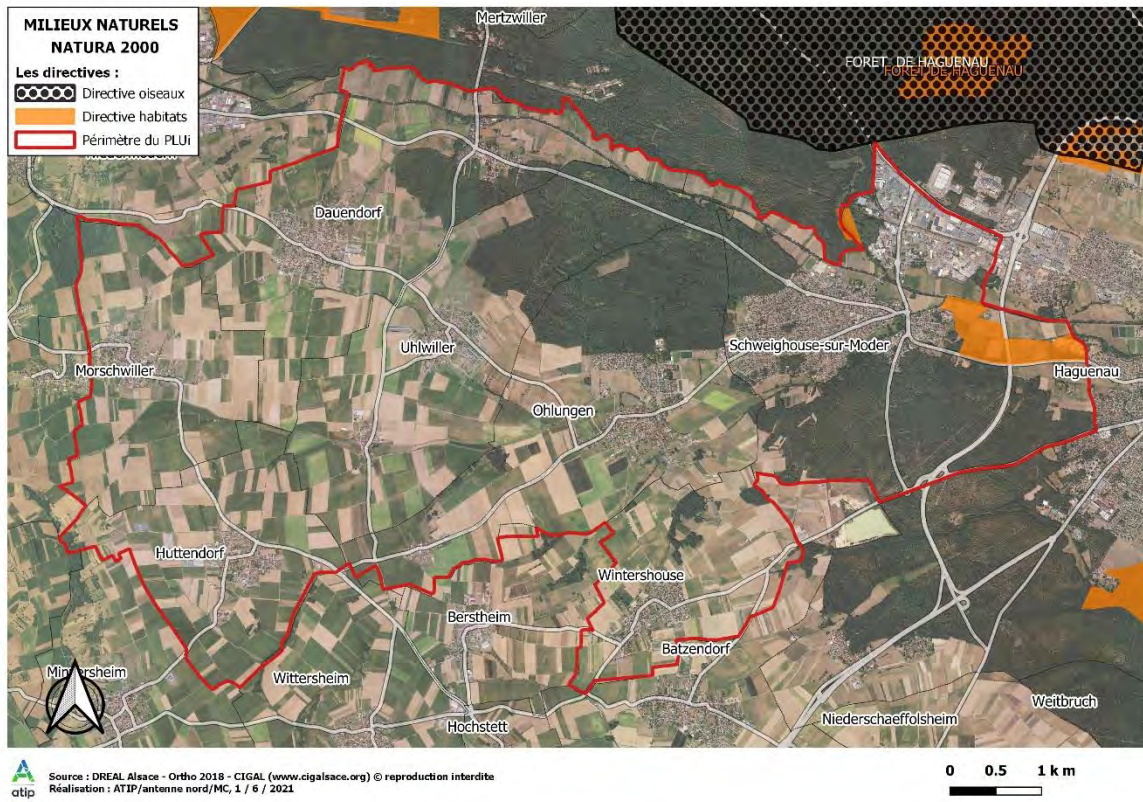 MILIEUX NATURELS
NATURA 2000
Les directives :
Directive oiseaux
Directive habitats
Périmètre du PLUi
Mertzwiller
FORET DE HAGUENAU
FORET DE HAGUENAU
Dauendorf
Uhlwiller
Schweighouse-sur-Moder
Morschwiller
Haguenau
Ohlungen
Huttendorf
Wintershouse
Berstheim
Batzendorf
Wittersheim
Weitbruch
Niederschaeffolsheim
Hochstett
atip
Source : DREAL Alsace - Ortho 2018 - CIGAL (www.cigalsace.org) © reproduction interdite
Réalisation : ATIP/antenne nord/MC, 1 / 6 / 2021
0 0.5 1 km